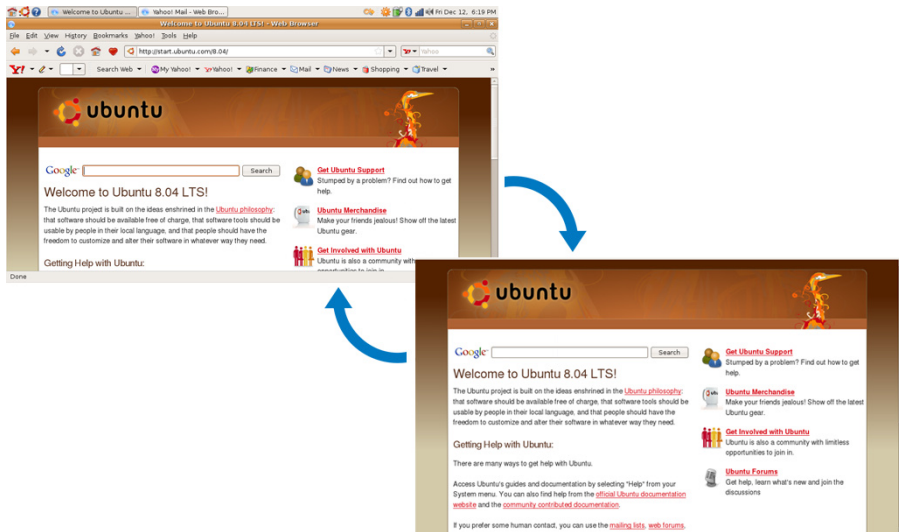 Welcome to Ubuntu ...
Yahoo! Mail - Web Bro...
Fri Dec 12, 6:19 PM
Welcome to Ubuntu 8.04 LTS! - Web Browser
File Edit View History Bookmarks Yahoo! Tools Help
http://start.ubuntu.com/8.04/
Yahoo
Y! Search Web My Yahoo! Yahoo! Finance Mail News Shopping Travel »
ubuntu
Google Search
Welcome to Ubuntu 8.04 LTS!
The Ubuntu project is built on the ideas enshrined in the Ubuntu philosophy:
that software should be available free of charge, that software tools should be
usable by people in their local language, and that people should have the
freedom to customize and alter their software in whatever way they need.
Getting Help with Ubuntu:
Get Ubuntu Support
Stumped by a problem? Find out how to get
help.
Ubuntu Merchandise
Make your friends jealous! Show off the latest
Ubuntu gear.
Get Involved with Ubuntu
Ubuntu is also a community with
opportunities to join in.
Done
ubuntu
Google Search
Welcome to Ubuntu 8.04 LTS!
The Ubuntu project is built on the ideas enshrined in the Ubuntu philosophy:
that software should be available free of charge, that software tools should be
usable by people in their local language, and that people should have the
freedom to customize and alter their software in whatever way they need.
Getting Help with Ubuntu:
There are many ways to get help with Ubuntu.
Access Ubuntu's guides and documentation by selecting "Help" from your
System menu. You can also find help from the official Ubuntu documentation
website and the community contributed documentation.
If you prefer some human contact, you can use the mailing lists, web forums,
Get Ubuntu Support
Stumped by a problem? Find out how to get
help.
Ubuntu Merchandise
Make your friends jealous! Show off the latest
Ubuntu gear.
Get Involved with Ubuntu
Ubuntu is also a community with limitless
opportunities to join in.
Ubuntu Forums
Get help, learn what's new and join the
discussions